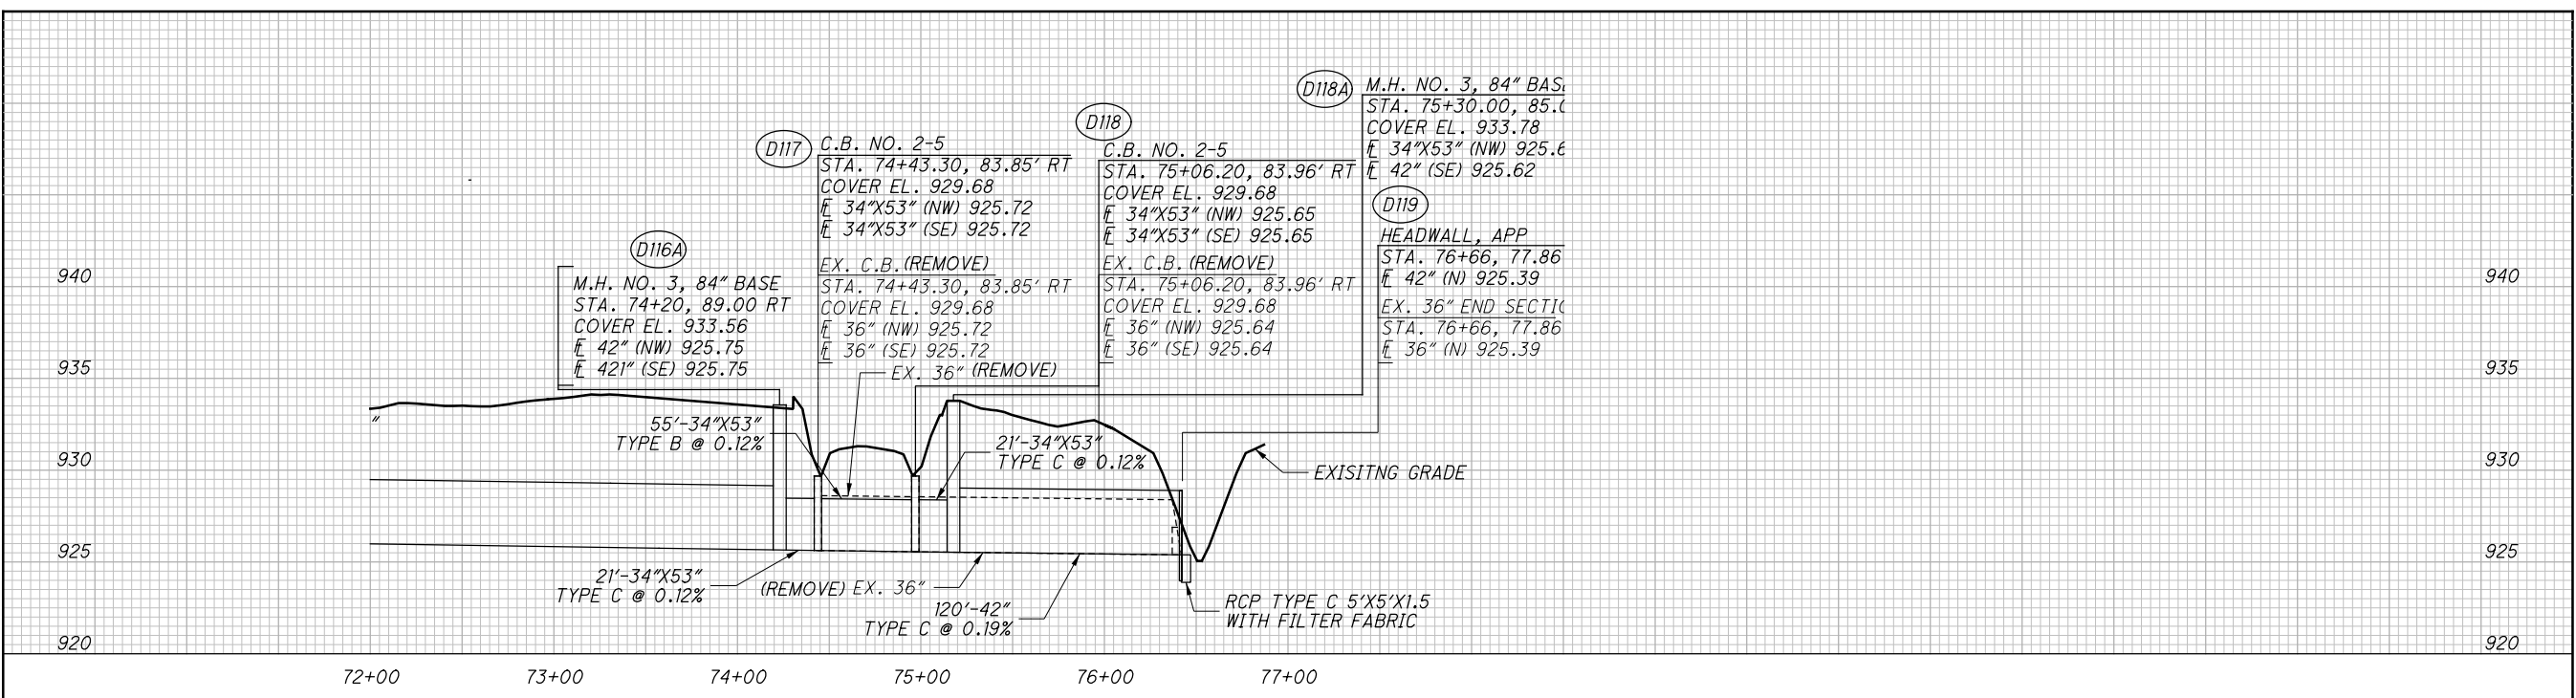 D118A
M.H. NO. 3, 84" BASE
STA. 75+30.00, 85.0
COVER EL. 933.78
℄ 34"X53" (NW) 925.6
℄ 42" (SE) 925.62
D118
C.B. NO. 2-5
STA. 75+06.20, 83.96' RT
COVER EL. 929.68
℄ 34"X53" (NW) 925.65
℄ 34"X53" (SE) 925.65
EX. C.B. (REMOVE)
STA. 75+06.20, 83.96' RT
COVER EL. 929.68
℄ 36" (NW) 925.64
℄ 36" (SE) 925.64
D117
C.B. NO. 2-5
STA. 74+43.30, 83.85' RT
COVER EL. 929.68
℄ 34"X53" (NW) 925.72
℄ 34"X53" (SE) 925.72
EX. C.B. (REMOVE)
STA. 74+43.30, 83.85' RT
COVER EL. 929.68
℄ 36" (NW) 925.72
℄ 36" (SE) 925.72
D119
HEADWALL, APP
STA. 76+66, 77.86
℄ 42" (N) 925.39
EX. 36" END SECTIO
STA. 76+66, 77.86
℄ 36" (N) 925.39
D116A
M.H. NO. 3, 84" BASE
STA. 74+20, 89.00 RT
COVER EL. 933.56
℄ 42" (NW) 925.75
℄ 421" (SE) 925.75
EX. 36" (REMOVE)
"
55'-34"X53"
TYPE B @ 0.12%
21'-34"X53"
TYPE C @ 0.12%
EXISITNG GRADE
21'-34"X53"
TYPE C @ 0.12%
(REMOVE) EX. 36"
120'-42"
TYPE C @ 0.19%
RCP TYPE C 5'X5'X1.5
WITH FILTER FABRIC
940
935
930
925
920
940
935
930
925
920
72+00 73+00 74+00 75+00 76+00 77+00